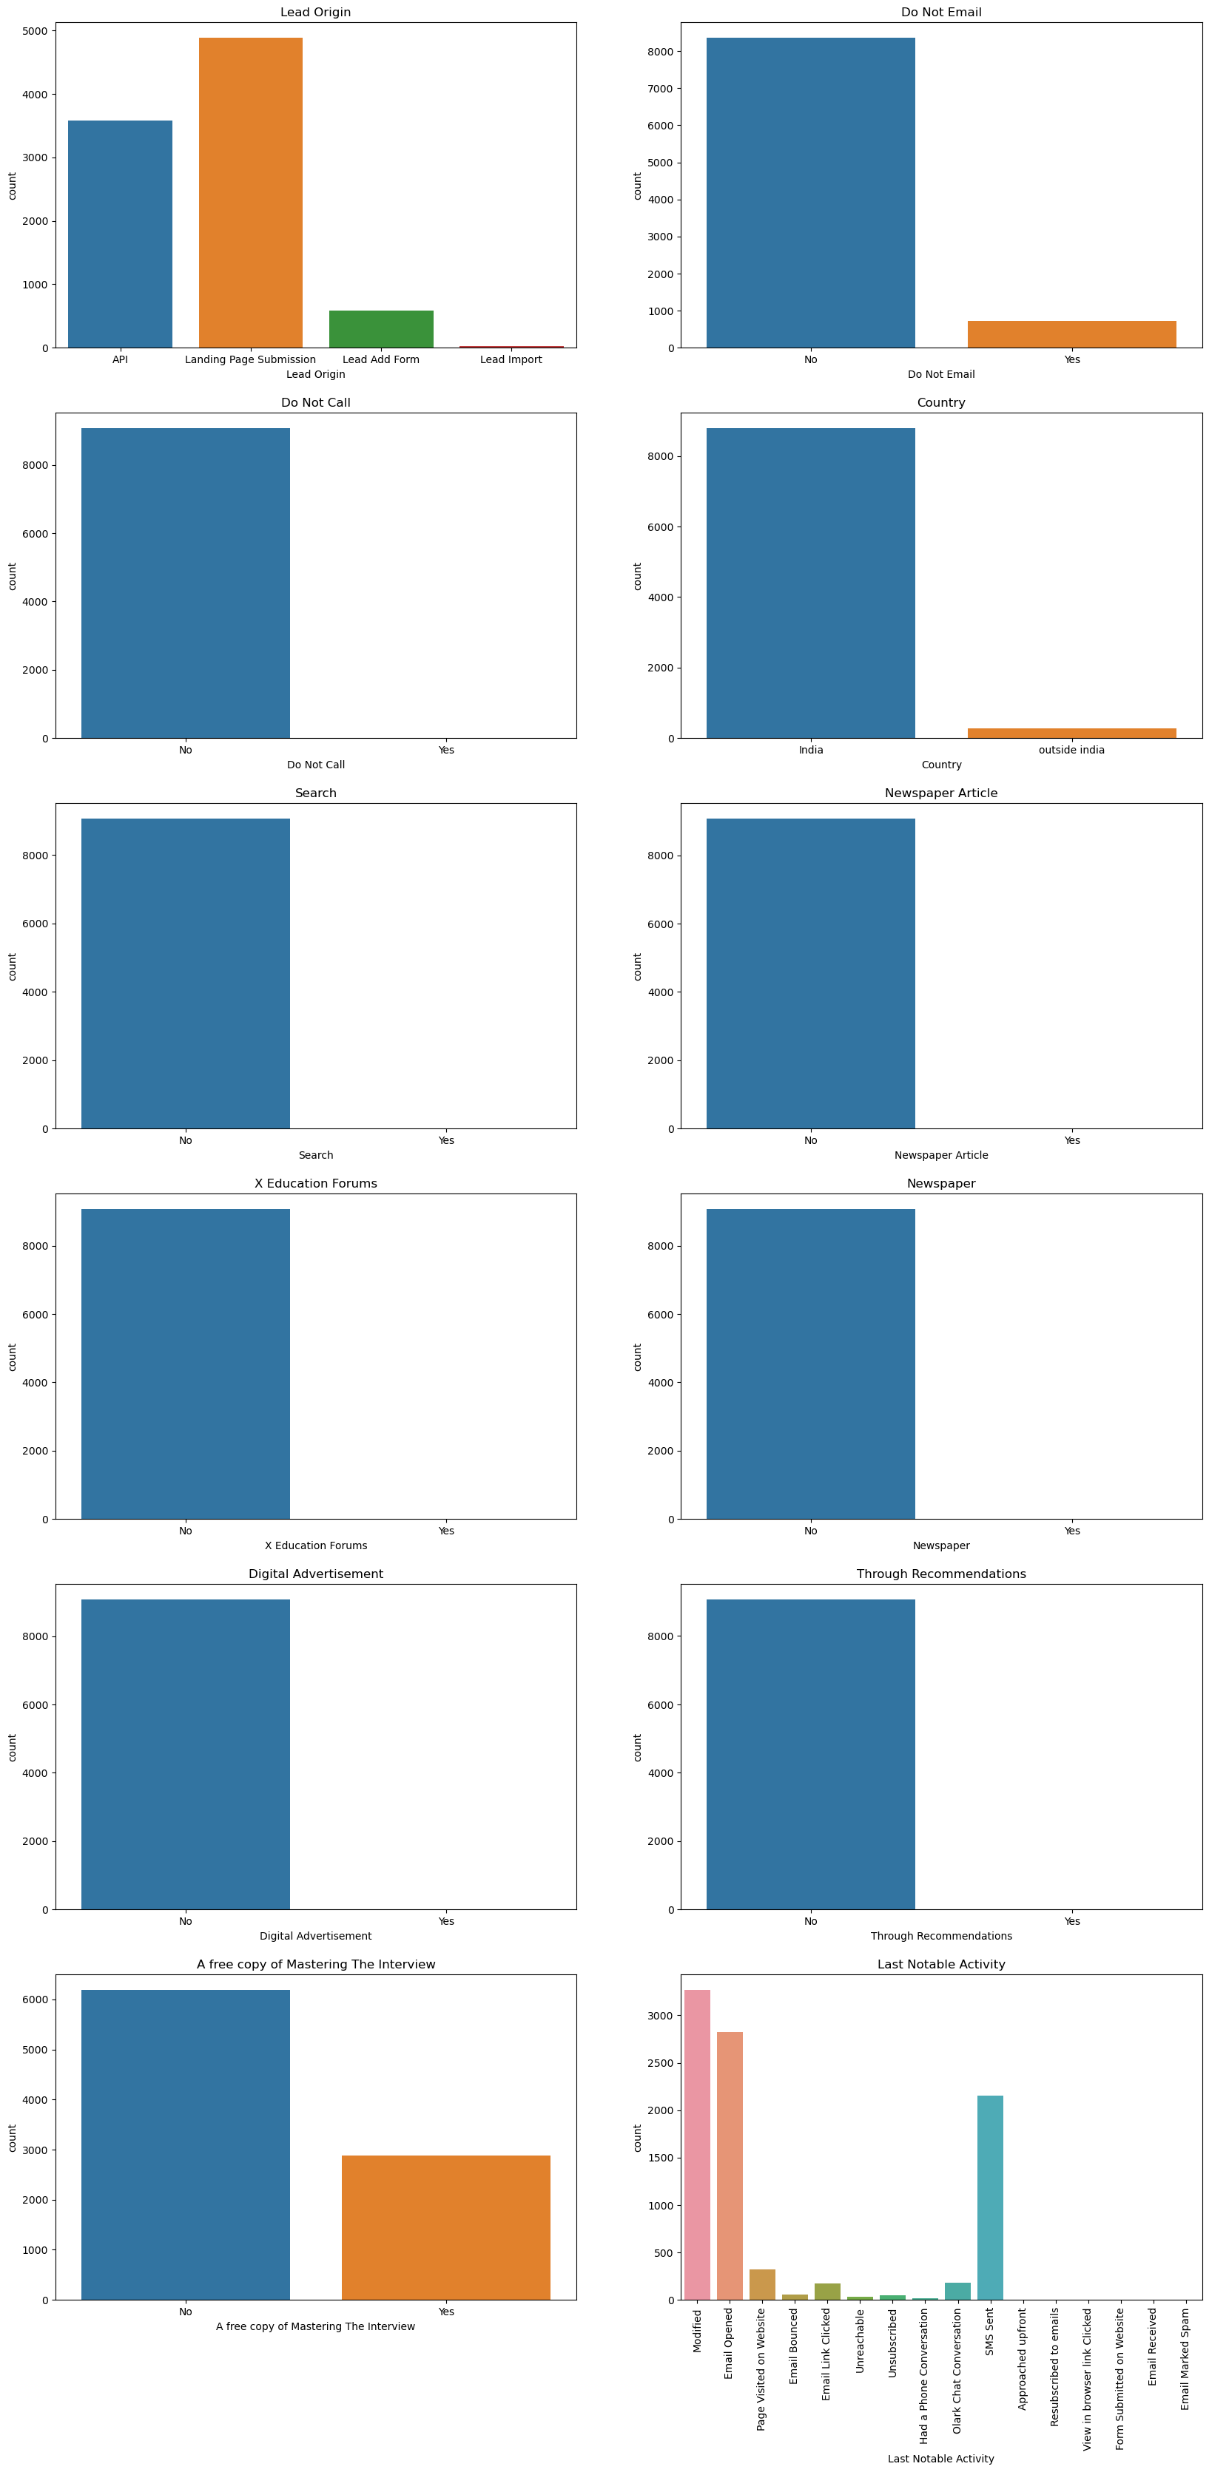 Lead Origin
5000
4000
3000
2000
1000
0
count
API
Landing Page Submission
Lead Add Form
Lead Import
Lead Origin
Do Not Email
8000
7000
6000
5000
4000
3000
2000
1000
0
count
No
Yes
Do Not Email
Do Not Call
8000
6000
4000
2000
0
count
No
Yes
Do Not Call
Country
8000
6000
4000
2000
0
count
India
outside india
Country
Search
8000
6000
4000
2000
0
count
No
Yes
Search
Newspaper Article
8000
6000
4000
2000
0
count
No
Yes
Newspaper Article
X Education Forums
8000
6000
4000
2000
0
count
No
Yes
X Education Forums
Newspaper
8000
6000
4000
2000
0
count
No
Yes
Newspaper
Digital Advertisement
8000
6000
4000
2000
0
count
No
Yes
Digital Advertisement
Through Recommendations
8000
6000
4000
2000
0
count
No
Yes
Through Recommendations
A free copy of Mastering The Interview
6000
5000
4000
3000
2000
1000
0
count
No
Yes
A free copy of Mastering The Interview
Last Notable Activity
3000
2500
2000
1500
1000
500
0
count
Modified
Email Opened
Page Visited on Website
Email Bounced
Email Link Clicked
Unreachable
Unsubscribed
Had a Phone Conversation
Olark Chat Conversation
SMS Sent
Approached upfront
Resubscribed to emails
View in browser link Clicked
Form Submitted on Website
Email Received
Email Marked Spam
Last Notable Activity